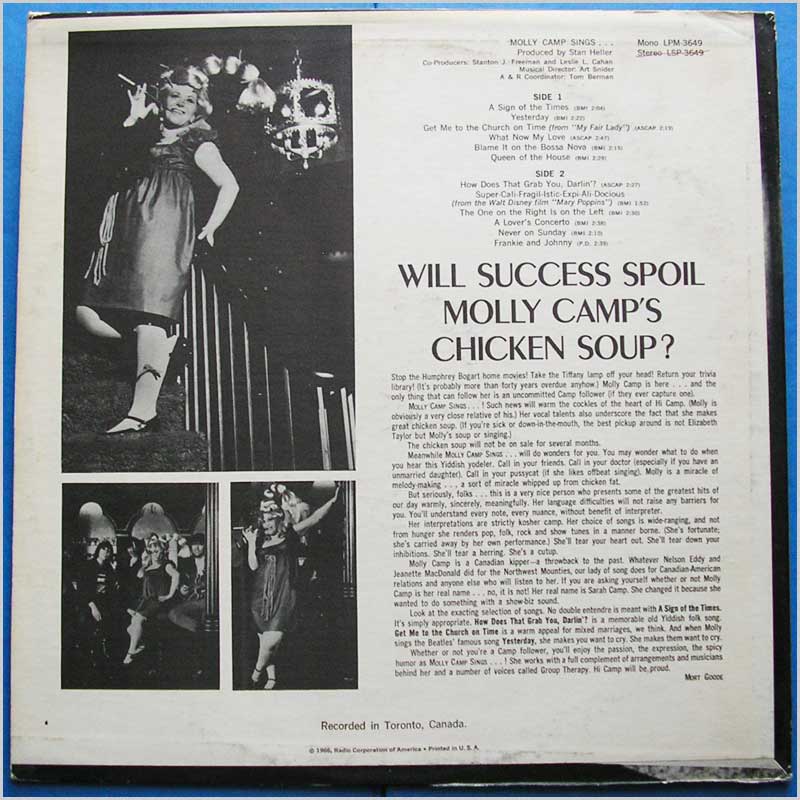 MOLLY CAMP SINGS . . .
Produced by Stan Heller
Co-Producers: Stanton J. Freeman and Leslie L. Cahan
Musical Director: Art Snider
A & R Coordinator: Tom Berman
Mono LPM-3649
Stereo LSP-3649
SIDE 1
A Sign of the Times (BMI 2:04)
Yesterday (BMI 2:22)
Get Me to the Church on Time (from "My Fair Lady") (ASCAP 2:19)
What Now My Love (ASCAP 2:47)
Blame It on the Bossa Nova (BMI 2:15)
Queen of the House (BMI 2:29)
SIDE 2
How Does That Grab You, Darlin'? (ASCAP 2:27)
Super-Cali-Fragil-Istic-Expi-Ali-Docious
(from the Walt Disney film "Mary Poppins") (BMI 1:52)
The One on the Right Is on the Left (BMI 2:30)
A Lover's Concerto (BMI 2:38)
Never on Sunday (BMI 2:10)
Frankie and Johnny (P.D. 2:39)
WILL SUCCESS SPOIL
MOLLY CAMP'S
CHICKEN SOUP?
Stop the Humphrey Bogart home movies! Take the Tiffany lamp off your head! Return your trivia
library! (It's probably more than forty years overdue anyhow.) Molly Camp is here . . . and the
only thing that can follow her is an uncommitted Camp follower (if they ever capture one).
MOLLY CAMP SINGS. . .! Such news will warm the cockles of the heart of Hi Camp. (Molly is
obviously a very close relative of his.) Her vocal talents also underscore the fact that she makes
great chicken soup. (If you're sick or down-in-the-mouth, the best pickup around is not Elizabeth
Taylor but Molly's soup or singing.)
The chicken soup will not be on sale for several months.
Meanwhile MOLLY CAMP SINGS . . . will do wonders for you. You may wonder what to do when
you hear this Yiddish yodeler. Call in your friends. Call in your doctor (especially if you have an
unmarried daughter). Call in your pussycat (if she likes offbeat singing). Molly is a miracle of
melody-making . . . a sort of miracle whipped up from chicken fat.
But seriously, folks . . . this is a very nice person who presents some of the greatest hits of
our day warmly, sincerely, meaningfully. Her language difficulties will not raise any barriers for
you. You'll understand every note, every nuance, without benefit of interpreter.
Her interpretations are strictly kosher camp. Her choice of songs is wide-ranging, and not
from hunger she renders pop, folk, rock and show tunes in a manner borne. (She's fortunate;
she's carried away by her own performance.) She'll tear your heart out. She'll tear down your
inhibitions. She'll tear a herring. She's a cutup.
Molly Camp is a Canadian kipper—a throwback to the past. Whatever Nelson Eddy and
Jeanette MacDonald did for the Northwest Mounties, our lady of song does for Canadian-American
relations and anyone else who will listen to her. If you are asking yourself whether or not Molly
Camp is her real name . . . no, it is not! Her real name is Sarah Camp. She changed it because she
wanted to do something with a show-biz sound.
Look at the exacting selection of songs. No double entendre is meant with A Sign of the Times.
It's simply appropriate. How Does That Grab You, Darlin'? is a memorable old Yiddish folk song.
Get Me to the Church on Time is a warm appeal for mixed marriages, we think. And when Molly
sings the Beatles' famous song Yesterday, she makes you want to cry. She makes them want to cry.
Whether or not you're a Camp follower, you'll enjoy the passion, the expression, the spicy
humor as MOLLY CAMP SINGS . . .! She works with a full complement of arrangements and musicians
behind her and a number of voices called Group Therapy. Hi Camp will be proud.
MORT GOODE
Recorded in Toronto, Canada.
© 1966, Radio Corporation of America • Printed in U. S. A.